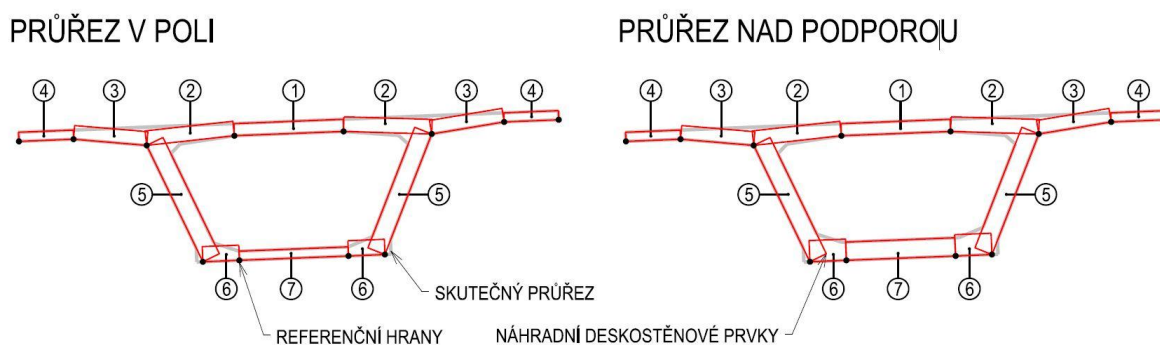 PRŮŘEZ V POLI
PRŮŘEZ NAD PODPOROU
4 3 2 1 2 3 4
4 3 2 1 2 3 4
5 5
5 5
6 7 6
6 7 6
SKUTEČNÝ PRŮŘEZ
REFERENČNÍ HRANY
NÁHRADNÍ DESKOSTĚNOVÉ PRVKY